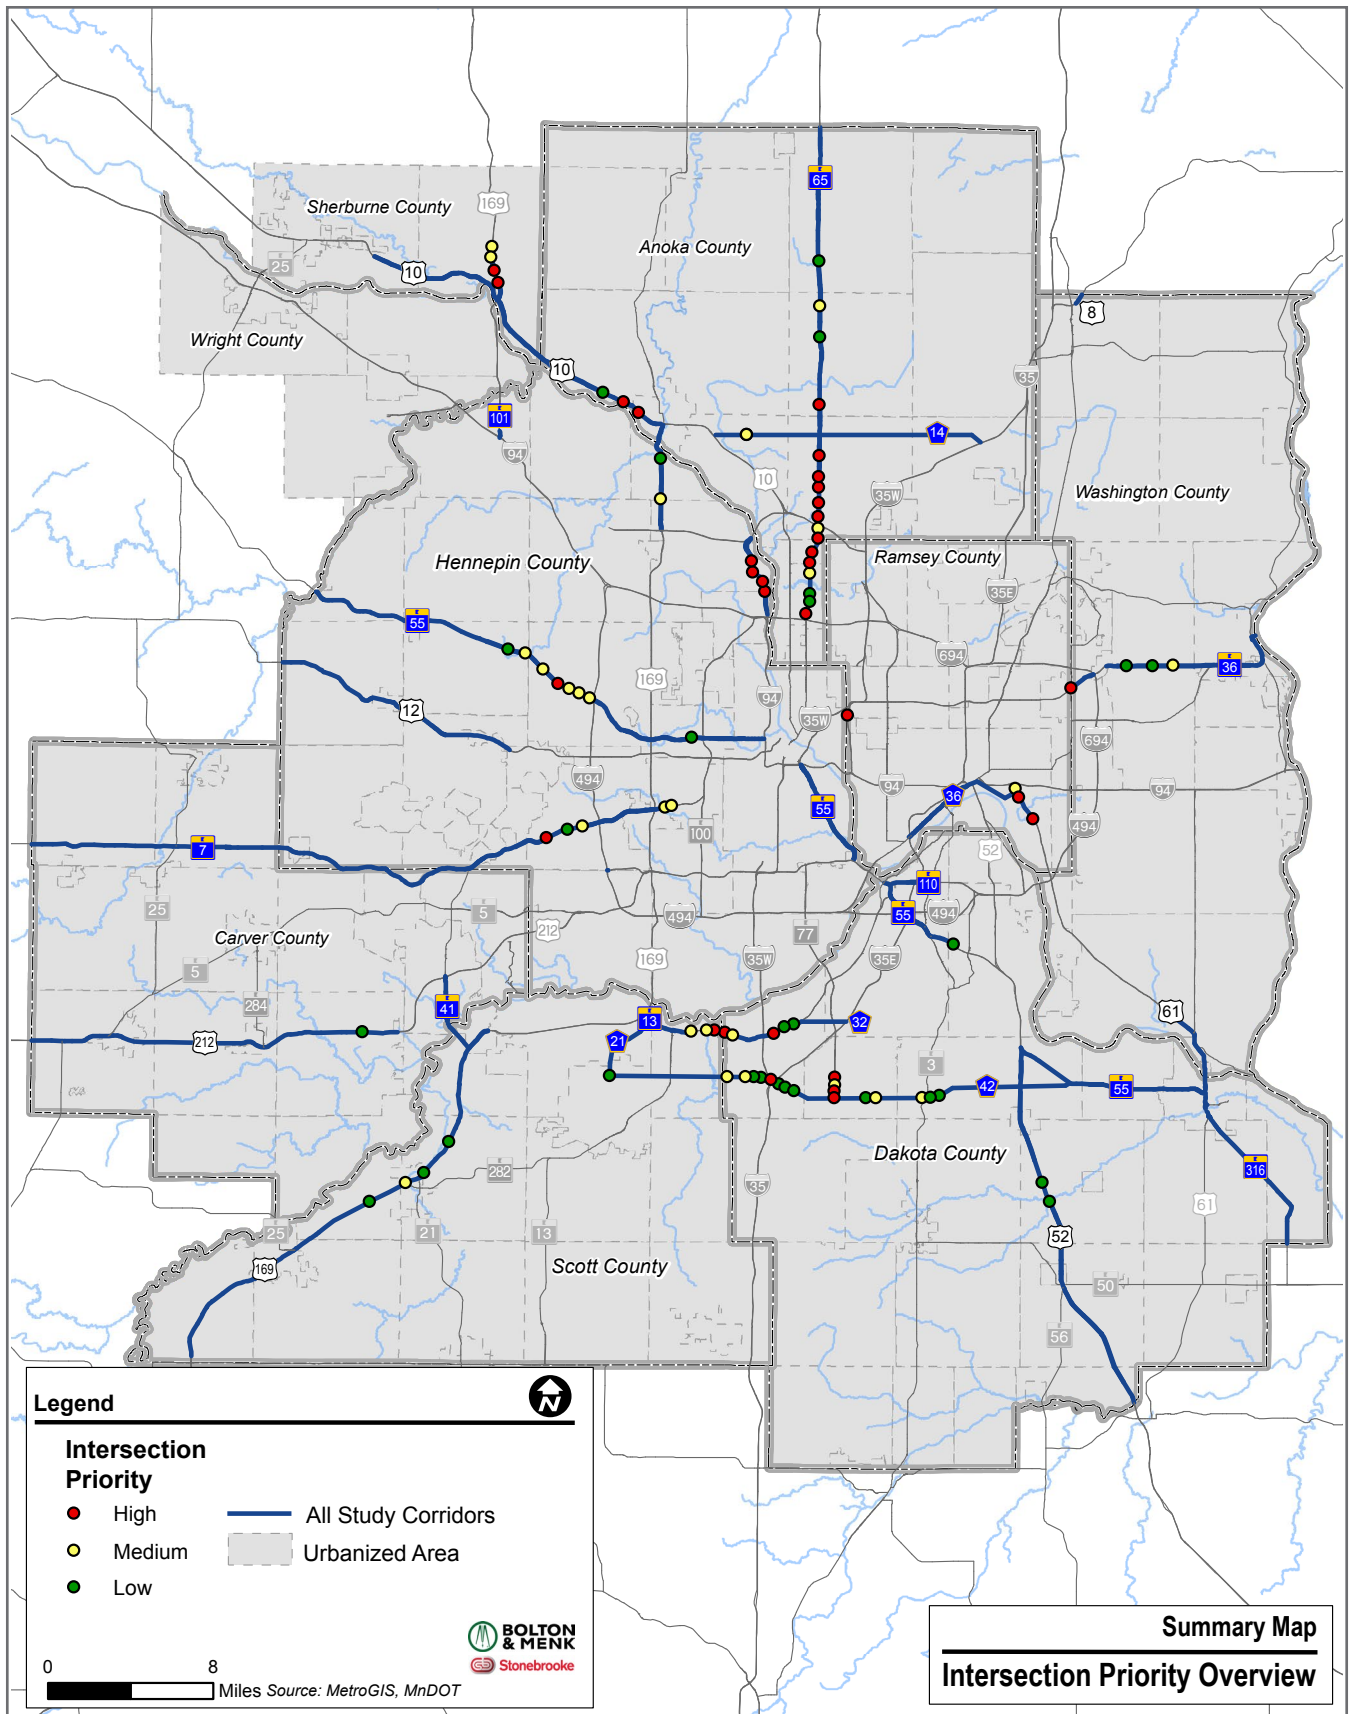 65
Sherburne County
169
Anoka County
25
10
8
Wright County
10
35
101
14
94
10
35W
Washington County
Hennepin County
Ramsey County
35E
55
694
36
169
94
12
35W
694
494
94
36
94
55
100
494
7
52
110
25
5
55
494
Carver County
212
494
77
5
169
35W
35E
284
41
61
13
32
212
21
3
42
55
Dakota County
282
316
35
61
25
21
13
52
169
Scott County
50
56
Legend
N
Intersection
Priority
High
All Study Corridors
Medium
Urbanized Area
Low
BOLTON
& MENK
Stonebrooke
0
8
Miles Source: MetroGIS, MnDOT
Summary Map
Intersection Priority Overview